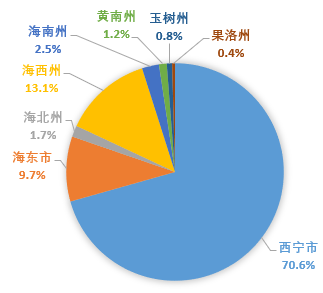 黄南州
1.2%
玉树州
0.8%
海南州
2.5%
果洛州
0.4%
海西州
13.1%
海北州
1.7%
海东市
9.7%
西宁市
70.6%